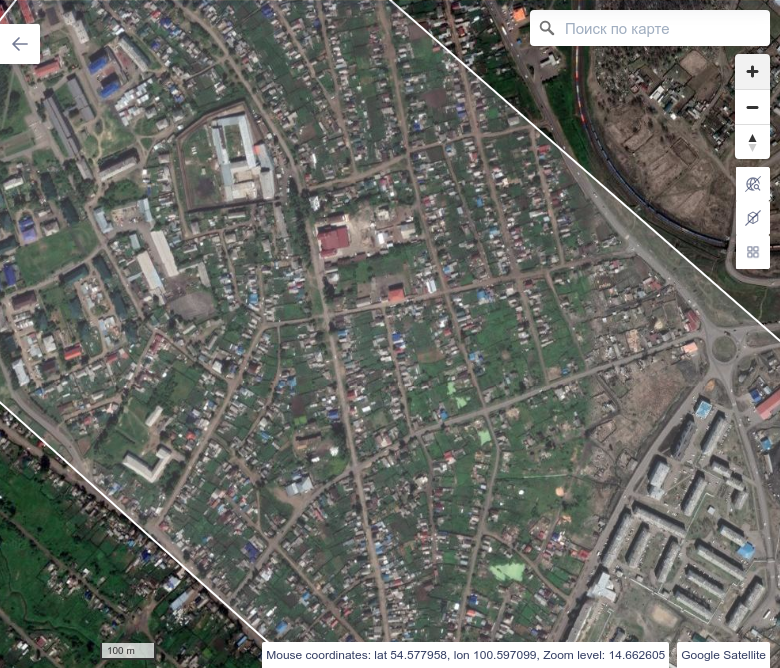 Поиск по карте
100 m
Mouse coordinates: lat 54.577958, lon 100.597099, Zoom level: 14.662605
Google Satellite